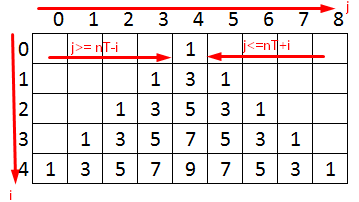 j
0 1 2 3 4 5 6 7 8
0 j>= nT-i 1 j<=nT+i
1 1 3 1
2 1 3 5 3 1
3 1 3 5 7 5 3 1
4 1 3 5 7 9 7 5 3 1
i